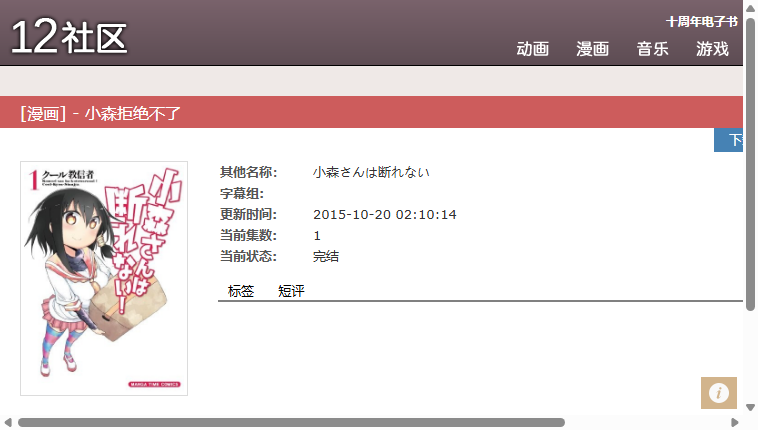 12社区
十周年电子书
动画 漫画 音乐 游戏
[漫画] - 小森拒绝不了
下
其他名称: 小森さんは断れない
字幕组:
更新时间: 2015-10-20 02:10:14
当前集数: 1
当前状态: 完结
标签 短评
1 クール教信者
小森さんは断れない!
MANGA TIME COMICS